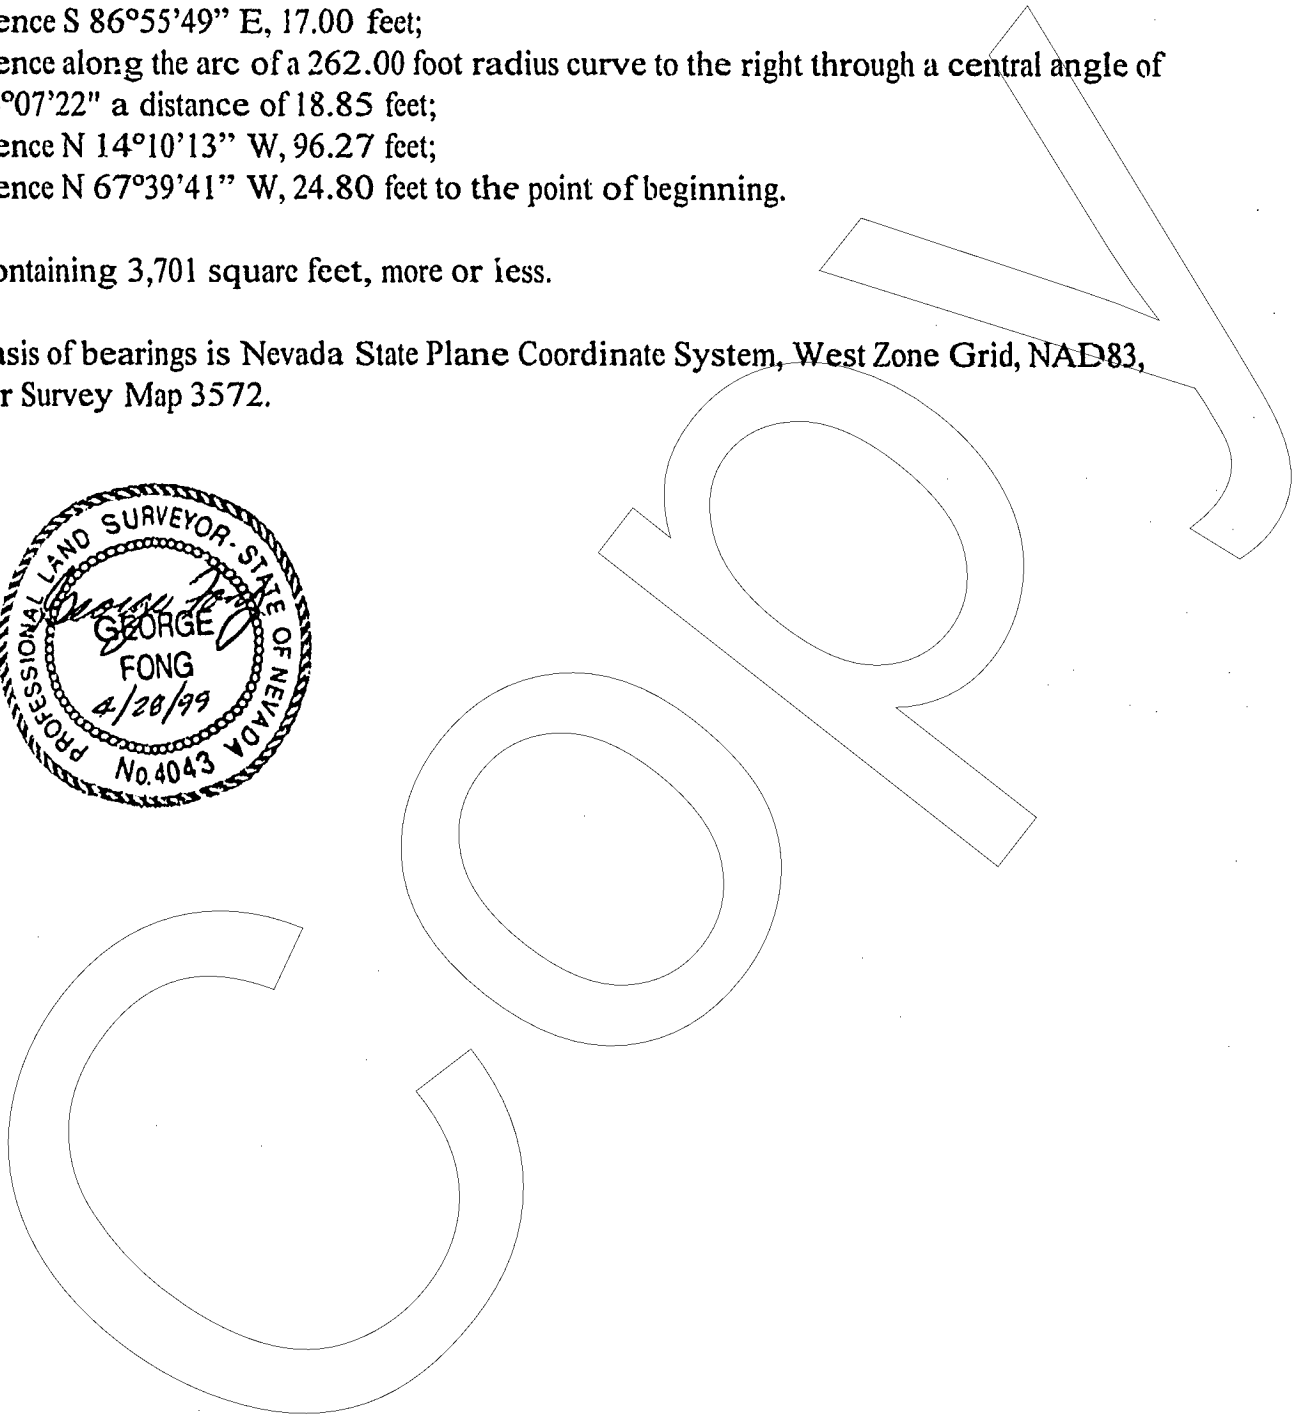 ence S 86°55'49” E, 17.00 feet;
ence along the arc of a 262.00 foot radius curve to the right through a central angle of
°07'22" a distance of 18.85 feet;
ence N 14°10'13” W, 96.27 feet;
ence N 67°39'41” W, 24.80 feet to the point of beginning.
ontaining 3,701 square feet, more or less.
asis of bearings is Nevada State Plane Coordinate System, West Zone Grid, NAD83,
r Survey Map 3572.
PROFESSIONAL LAND SURVEYOR - STATE OF NEVADA
George Fong
GEORGE
FONG
4/28/99
No. 4043
Copy